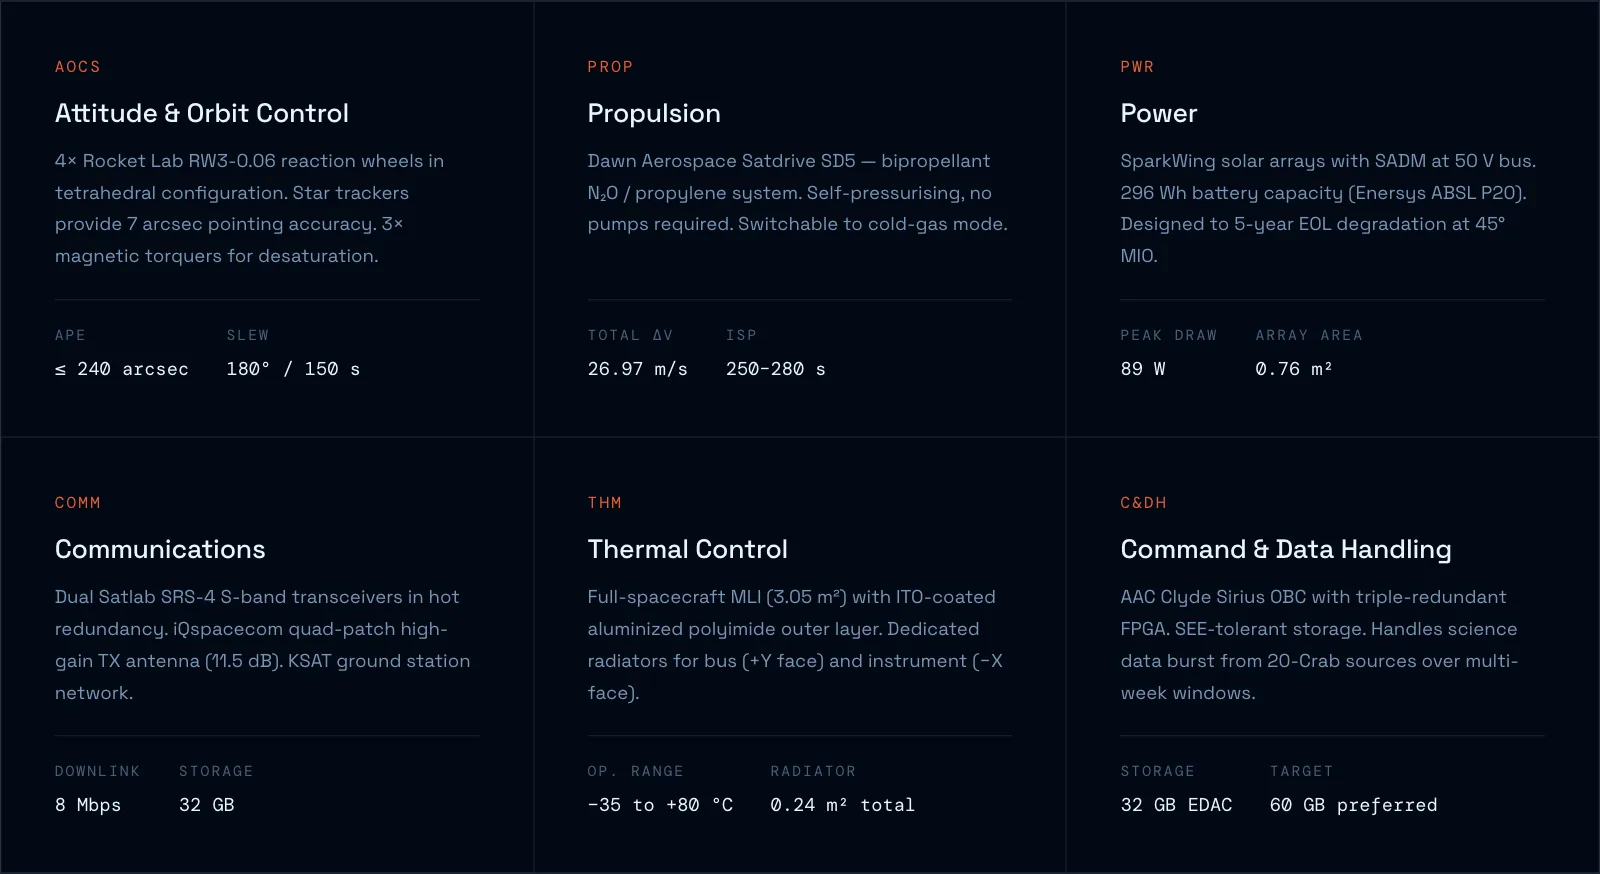 AOCS
Attitude & Orbit Control
4× Rocket Lab RW3-0.06 reaction wheels in
tetrahedral configuration. Star trackers
provide 7 arcsec pointing accuracy. 3×
magnetic torquers for desaturation.
APE
SLEW
≤ 240 arcsec
180° / 150 s
PROP
Propulsion
Dawn Aerospace Satdrive SD5 — bipropellant
N₂O / propylene system. Self-pressurising, no
pumps required. Switchable to cold-gas mode.
TOTAL ΔV
ISP
26.97 m/s
250–280 s
PWR
Power
SparkWing solar arrays with SADM at 50 V bus.
296 Wh battery capacity (Enersys ABSL P20).
Designed to 5-year EOL degradation at 45°
MIO.
PEAK DRAW
ARRAY AREA
89 W
0.76 m²
COMM
Communications
Dual Satlab SRS-4 S-band transceivers in hot
redundancy. iQspacecom quad-patch high-
gain TX antenna (11.5 dB). KSAT ground station
network.
DOWNLINK
STORAGE
8 Mbps
32 GB
THM
Thermal Control
Full-spacecraft MLI (3.05 m²) with ITO-coated
aluminized polyimide outer layer. Dedicated
radiators for bus (+Y face) and instrument (−X
face).
OP. RANGE
RADIATOR
−35 to +80 °C
0.24 m² total
C&DH
Command & Data Handling
AAC Clyde Sirius OBC with triple-redundant
FPGA. SEE-tolerant storage. Handles science
data burst from 20-Crab sources over multi-
week windows.
STORAGE
TARGET
32 GB EDAC
60 GB preferred